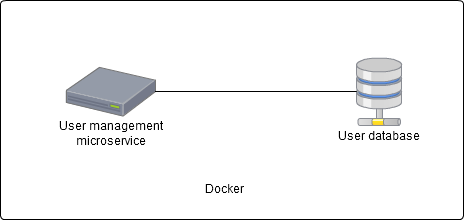 User management
microservice
User database
Docker